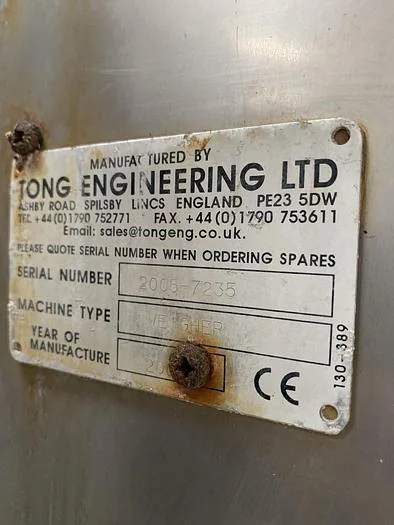 MANUFACTURED BY
TONG ENGINEERING LTD
ASHBY ROAD SPILSBY LINCS ENGLAND PE23 5DW
TEL. +44(0)1790 752771 FAX. +44(0)1790 753611
Email: sales@tongeng.co.uk.
PLEASE QUOTE SERIAL NUMBER WHEN ORDERING SPARES
SERIAL NUMBER 2006-7235
MACHINE TYPE WEIGHER
YEAR OF
MANUFACTURE
CE
130-389